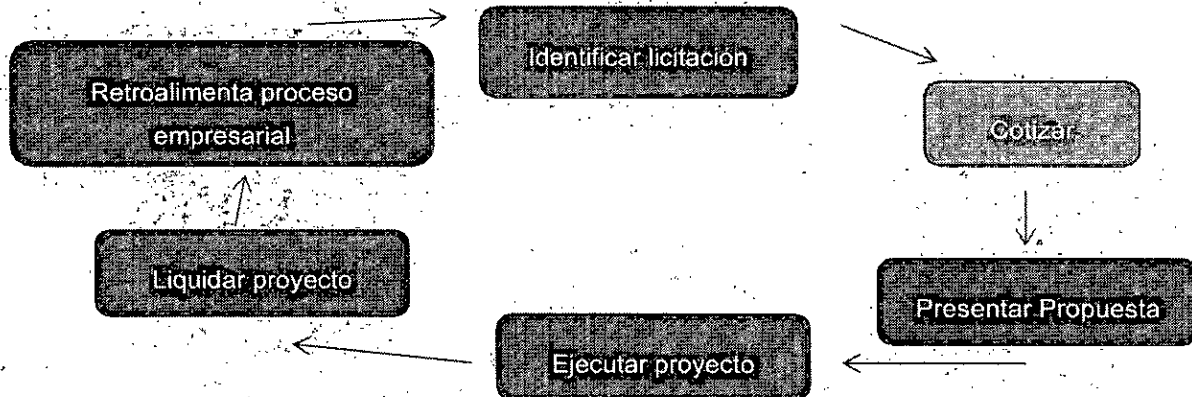 Identificar licitación
Retroalimenta proceso
empresarial
Cotizar
Liquidar proyecto
Presentar Propuesta
Ejecutar proyecto